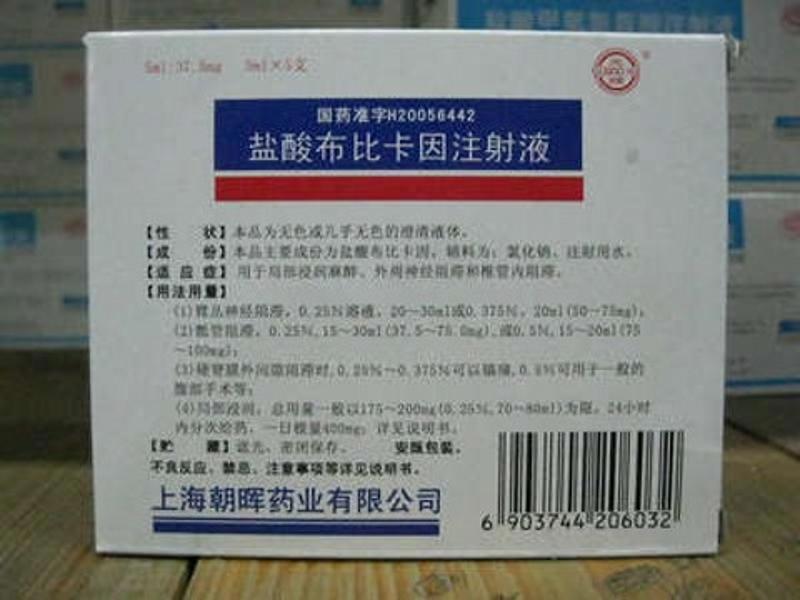 5ml:37.5mg 5ml×5支
国药准字H20056442
盐酸布比卡因注射液
【性 状】本品为无色或几乎无色的澄清液体。
【成 份】本品主要成份为盐酸布比卡因，辅料为：氯化钠、注射用水。
【适应症】用于局部浸润麻醉、外周神经阻滞和椎管内阻滞。
【用法用量】
(1)臂丛神经阻滞，0.25%溶液，20～30ml或0.375%，20ml(50～75mg)；
(2)骶管阻滞，0.25%,15～30ml(37.5～75.0mg),或0.5%,15～20ml(75
～100mg)；
(3)硬脊膜外间隙阻滞时,0.25%～0.375%可以镇痛,0.5%可用于一般的
腹部手术等；
(4)局部浸润，总用量一般以175～200mg(0.25%,70～80ml)为限，24小时
内分次给药，一日极量400mg；详见说明书。
【贮 藏】遮光，密闭保存。 安瓿包装。
不良反应、禁忌、注意事项等详见说明书。
上海朝晖药业有限公司
6 903744 206032